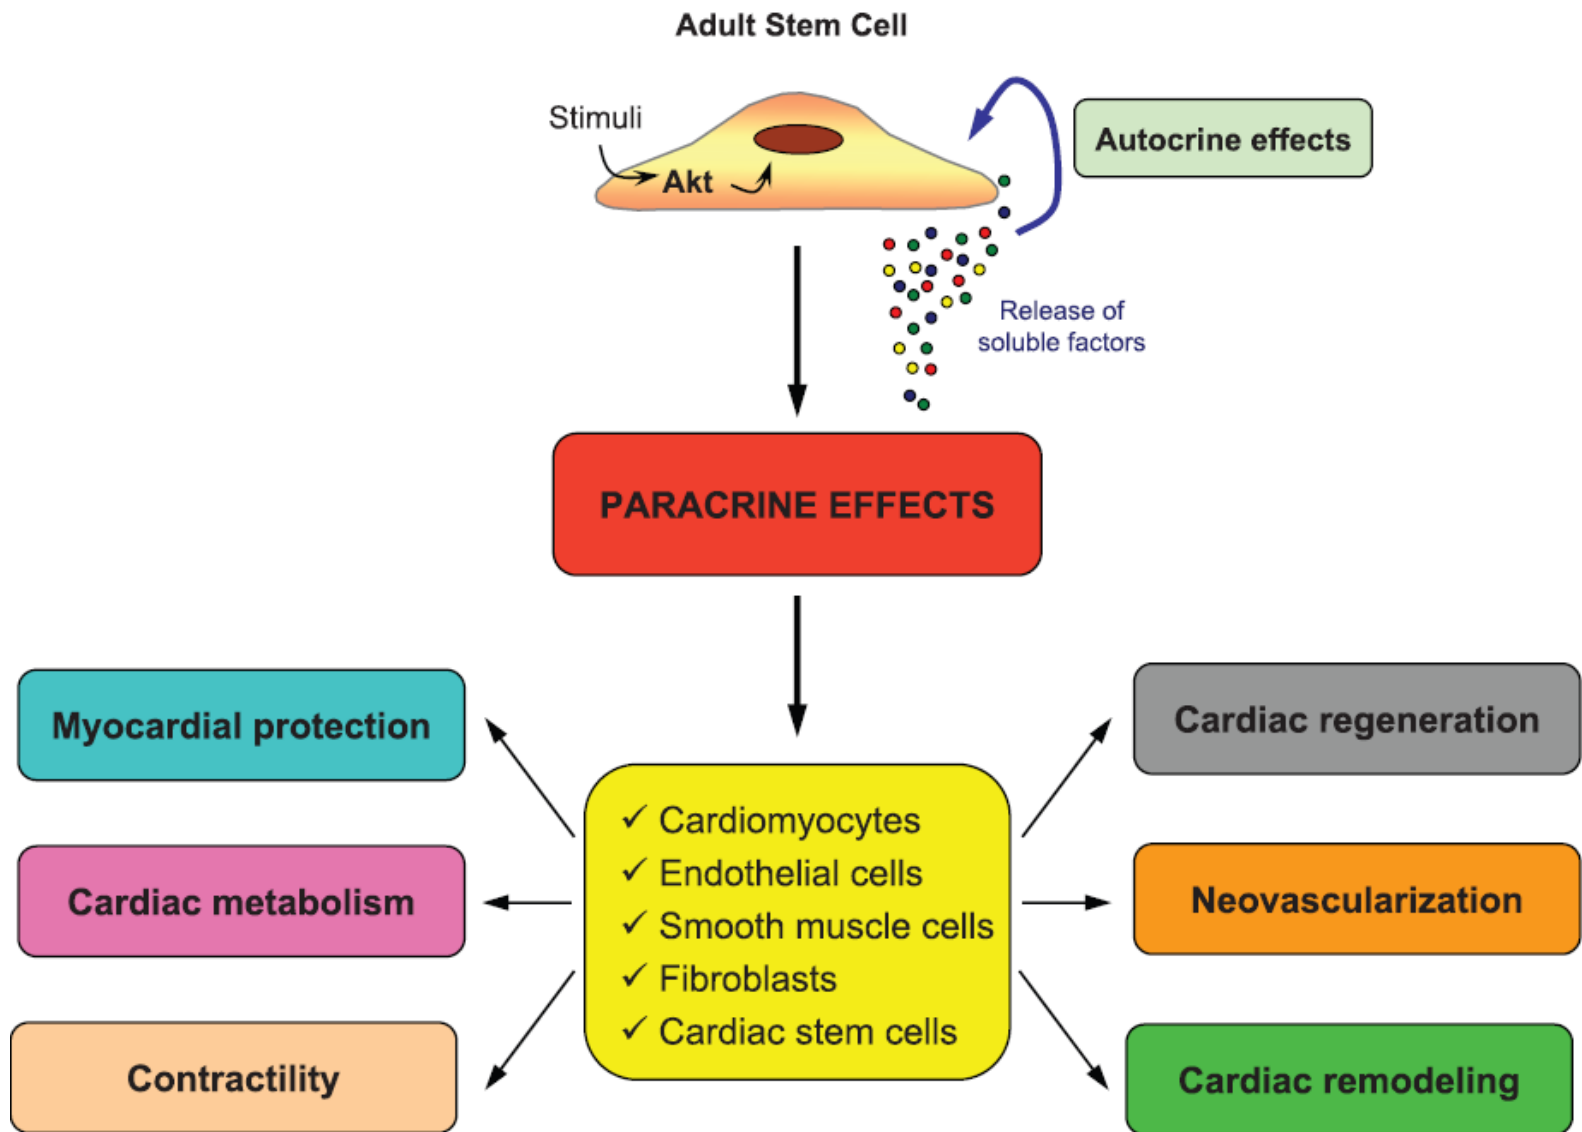 Adult Stem Cell
Stimuli
Akt
Autocrine effects
Release of
soluble factors
PARACRINE EFFECTS
Myocardial protection
Cardiac metabolism
Contractility
✓ Cardiomyocytes
✓ Endothelial cells
✓ Smooth muscle cells
✓ Fibroblasts
✓ Cardiac stem cells
Cardiac regeneration
Neovascularization
Cardiac remodeling